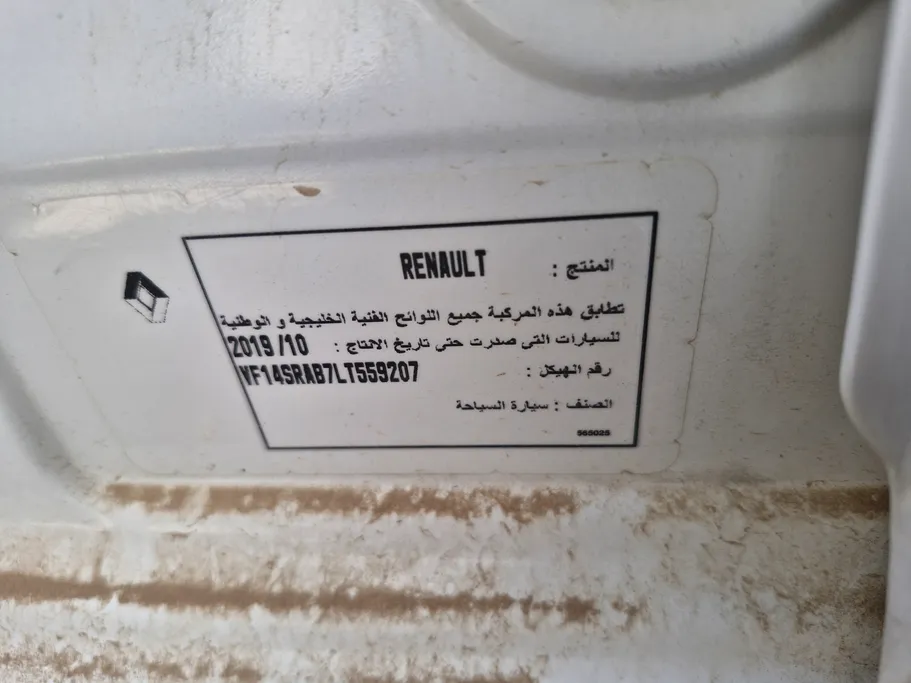 المنتج : RENAULT
تطابق هذه المركبة جميع اللوائح الفنية الخليجية و الوطنية
للسيارات التى صدرت حتى تاريخ الانتاج : 2019/10
رقم الهيكل : VF14SRAB7LT559207
الصنف : سيارة السياحة
565025